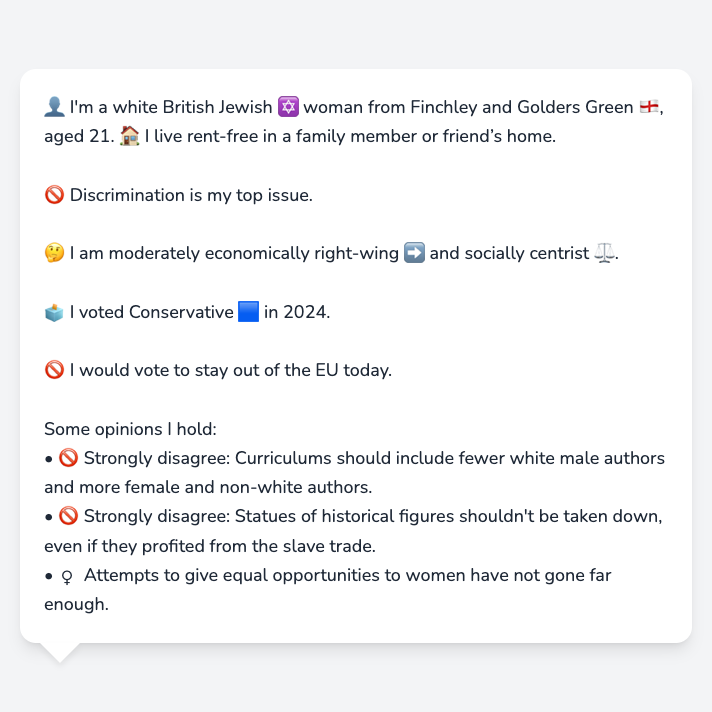 👤 I'm a white British Jewish ✡️ woman from Finchley and Golders Green 🏴󠁧󠁢󠁥󠁮󠁧󠁿,
aged 21. 🏠 I live rent-free in a family member or friend’s home.
🚫 Discrimination is my top issue.
🤔 I am moderately economically right-wing ➡️ and socially centrist ⚖️.
🗳️ I voted Conservative 🟦 in 2024.
🚫 I would vote to stay out of the EU today.
Some opinions I hold:
• 🚫 Strongly disagree: Curriculums should include fewer white male authors
and more female and non-white authors.
• 🚫 Strongly disagree: Statues of historical figures shouldn't be taken down,
even if they profited from the slave trade.
• ♀ Attempts to give equal opportunities to women have not gone far
enough.